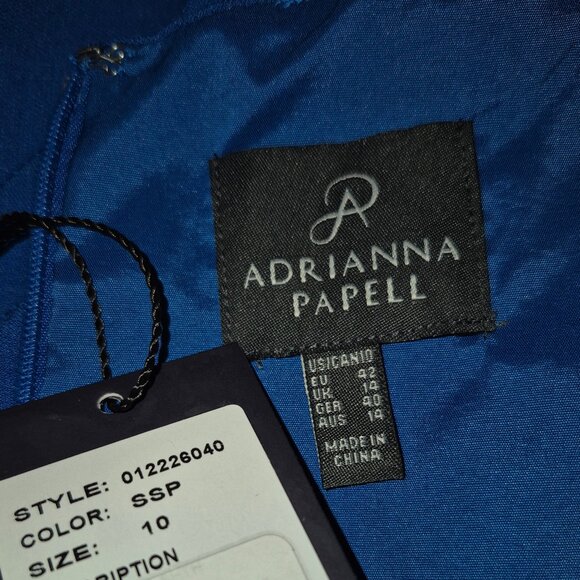 ADRIANNA
PAPELL
US|CAN10
EU 42
UK 14
GER 40
AUS 14
MADE IN
CHINA
STYLE: 012226040
COLOR: SSP
SIZE: 10